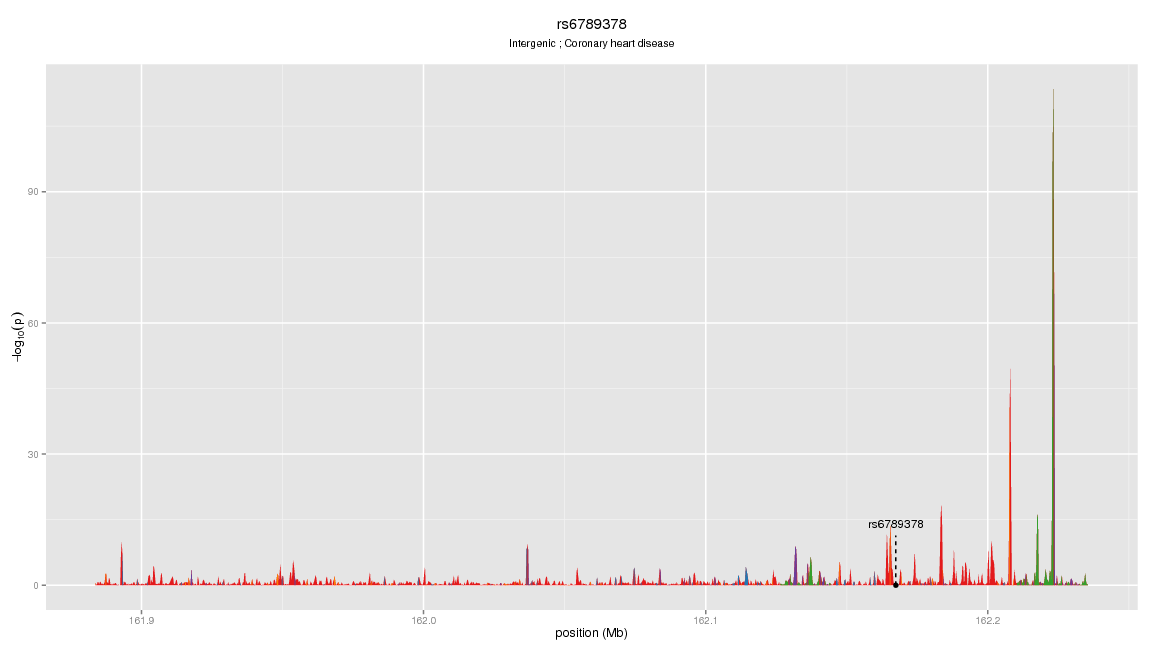 rs6789378
Intergenic ; Coronary heart disease
90
60
30
0
−log10(p)
rs6789378
161.9
162.0
162.1
162.2
position (Mb)